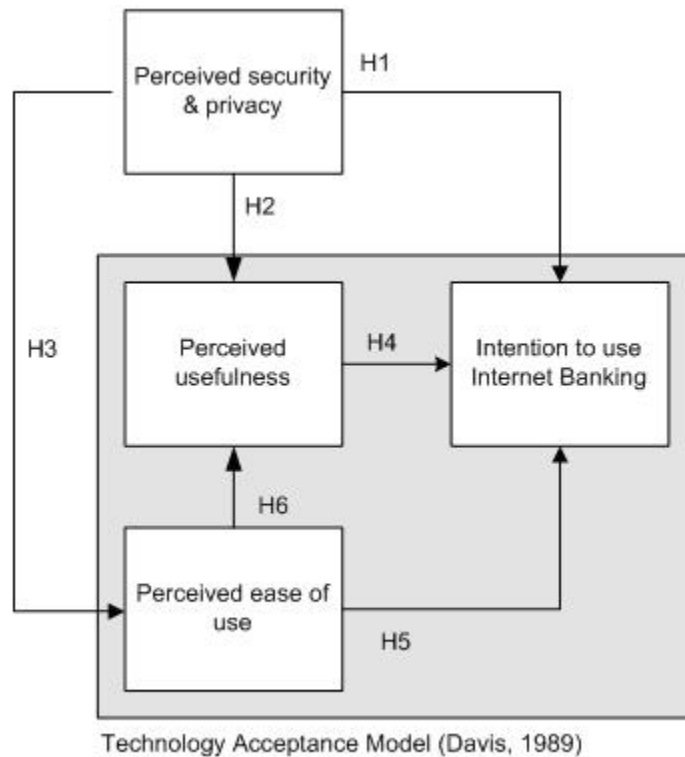 Perceived security
& privacy
H1
H2
H3
Perceived
usefulness
H4
Intention to use
Internet Banking
H6
Perceived ease of
use
H5
Technology Acceptance Model (Davis, 1989)